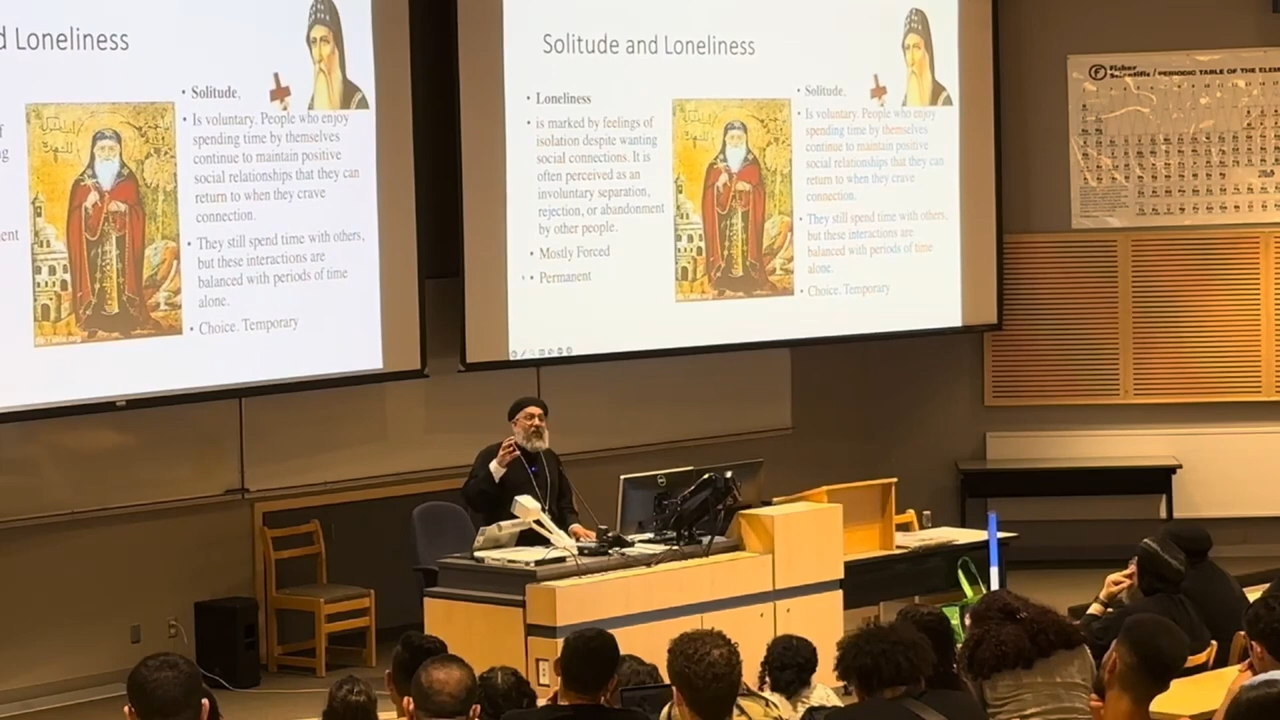 d Loneliness
Solitude,
Is voluntary. People who enjoy
spending time by themselves
continue to maintain positive
social relationships that they can
return to when they crave
connection.
They still spend time with others,
but these interactions are
balanced with periods of time
alone.
Choice. Temporary
Solitude and Loneliness
Loneliness
is marked by feelings of
isolation despite wanting
social connections. It is
often perceived as an
involuntary separation,
rejection, or abandonment
by other people.
Mostly Forced
Permanent
Solitude,
Is voluntary. People who enjoy
spending time by themselves
continue to maintain positive
social relationships that they can
return to when they crave
connection.
They still spend time with others,
but these interactions are
balanced with periods of time
alone.
Choice. Temporary
Fisher
Scientific / PERIODIC TABLE OF THE ELEM
DELL